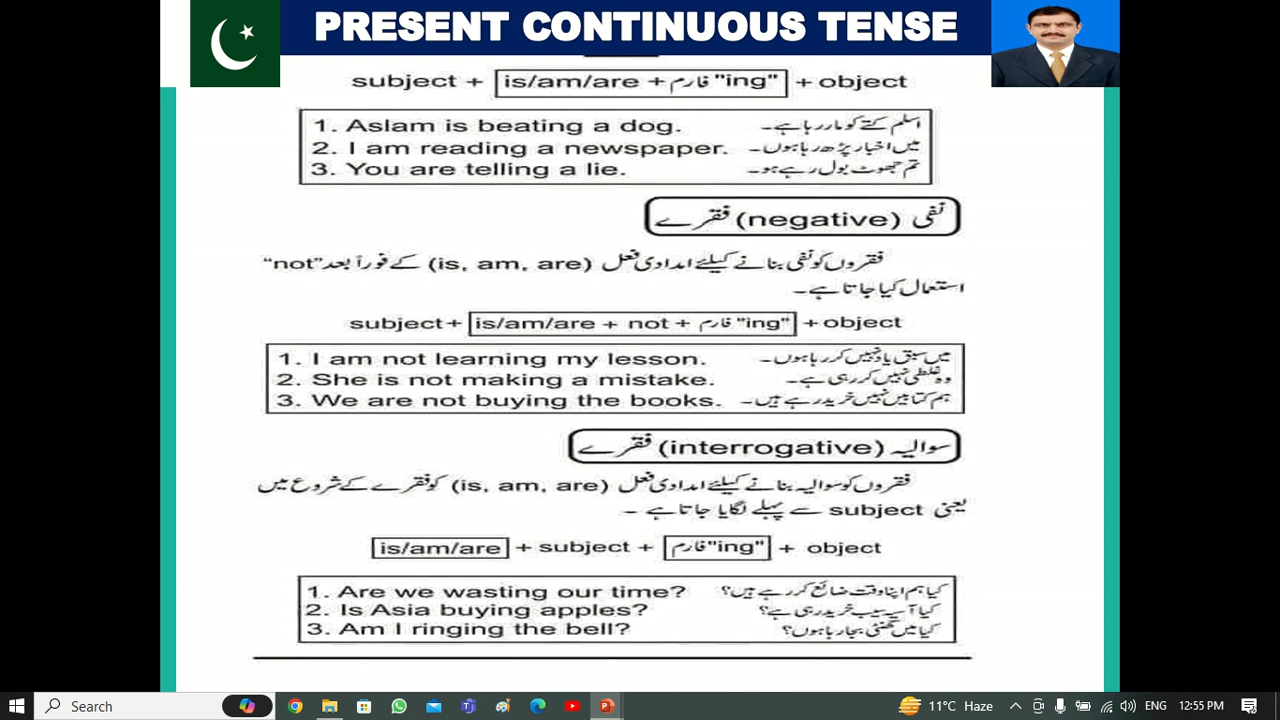 PRESENT CONTINUOUS TENSE
subject + is/am/are + فارم "ing" + object
1. Aslam is beating a dog. اسلم کتے کو مار رہا ہے۔
2. I am reading a newspaper. میں اخبار پڑھ رہا ہوں۔
3. You are telling a lie. تم جھوٹ بول رہے ہو۔
نفی (negative) فقرے
فقروں کو نفی بنانے کیلئے امدادی فعل (is, am, are) کے فوراً بعد "not"
استعمال کیا جاتا ہے۔
subject+ is/am/are + not + فارم "ing" + object
1. I am not learning my lesson. میں سبق یاد نہیں کر رہا ہوں۔
2. She is not making a mistake. وہ غلطی نہیں کر رہی ہے۔
3. We are not buying the books. ہم کتابیں نہیں خرید رہے ہیں۔
سوالیہ (interrogative) فقرے
فقروں کو سوالیہ بنانے کیلئے امدادی فعل (is, am, are) کو فقرے کے شروع میں
یعنی subject سے پہلے لگایا جاتا ہے ۔
is/am/are + subject + فارم "ing" + object
1. Are we wasting our time? کیا ہم اپنا وقت ضائع کر رہے ہیں؟
2. Is Asia buying apples? کیا آسیہ سیب خرید رہی ہے؟
3. Am I ringing the bell? کیا میں گھنٹی بجا رہا ہوں؟
Search
11°C Haze
ENG
12:55 PM